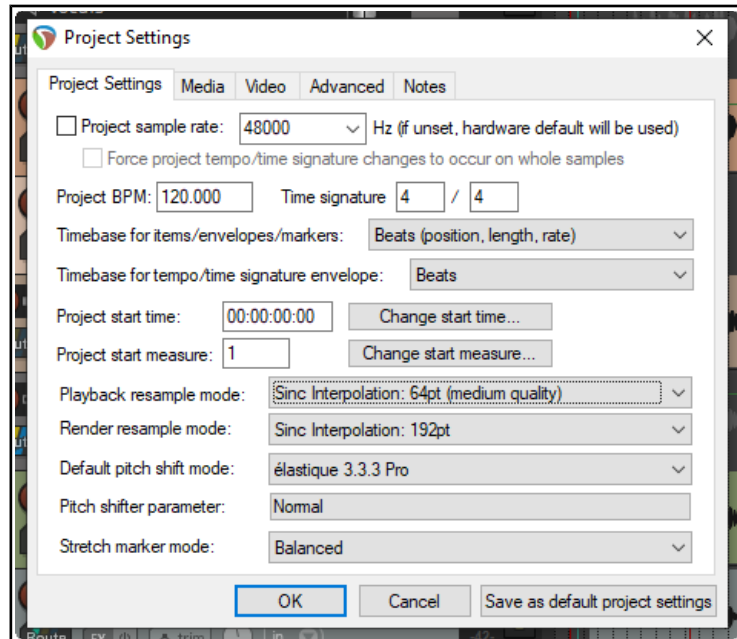 Project Settings
Project Settings Media Video Advanced Notes
Project sample rate: 48000 Hz (if unset, hardware default will be used)
Force project tempo/time signature changes to occur on whole samples
Project BPM: 120.000 Time signature 4 / 4
Timebase for items/envelopes/markers: Beats (position, length, rate)
Timebase for tempo/time signature envelope: Beats
Project start time: 00:00:00:00 Change start time...
Project start measure: 1 Change start measure...
Playback resample mode: Sinc Interpolation: 64pt (medium quality)
Render resample mode: Sinc Interpolation: 192pt
Default pitch shift mode: élastique 3.3.3 Pro
Pitch shifter parameter: Normal
Stretch marker mode: Balanced
OK Cancel Save as default project settings
Route FX trim in -42-